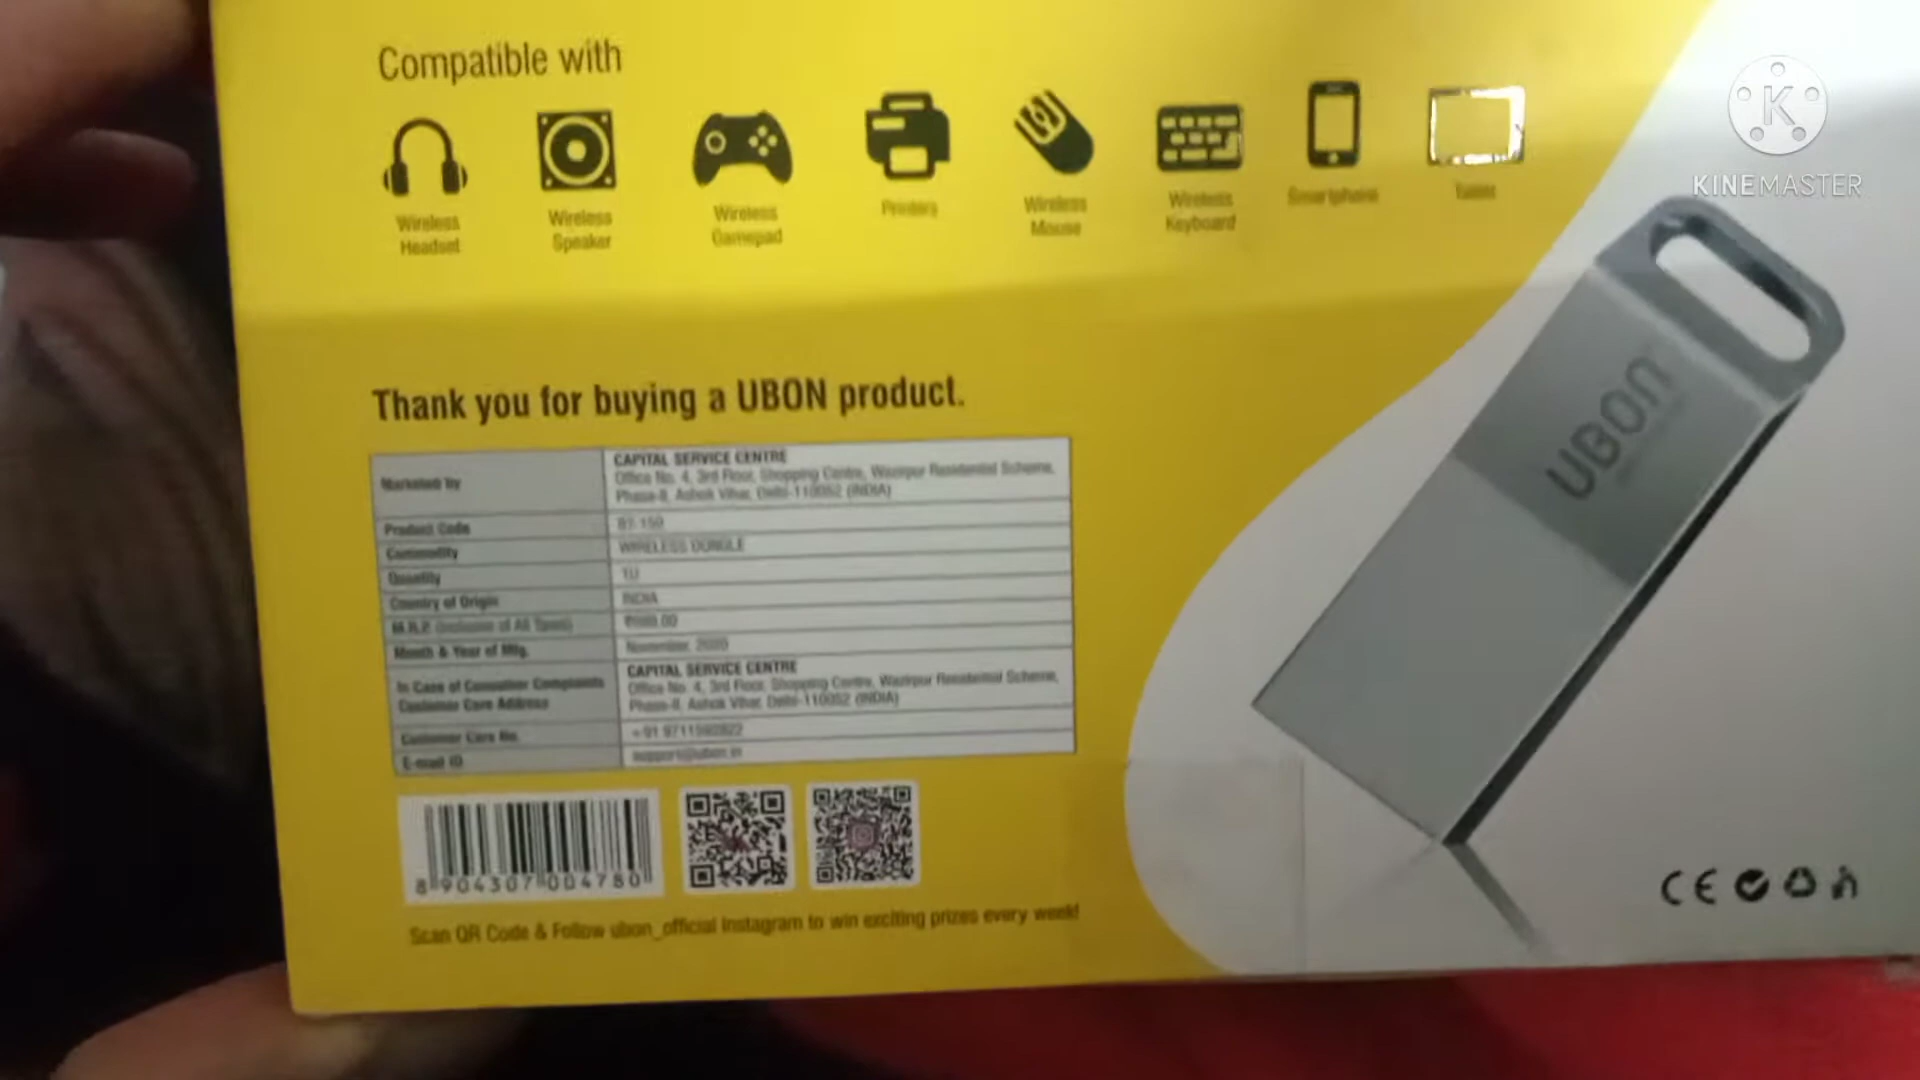 Compatible with
KINEMASTER
Wireless Headset
Wireless Speaker
Wireless Gamepad
Printers
Wireless Mouse
Wireless Keyboard
Smartphone
Tablet
UBON
Thank you for buying a UBON product.
Marketed by
CAPITAL SERVICE CENTRE
Office No. 4, 3rd Floor, Shopping Centre, Wazirpur Residential Scheme,
Phase-II, Ashok Vihar, Delhi-110052 (INDIA)
Product Code BT-150
Commodity WIRELESS DONGLE
Quantity 1U
Country of Origin INDIA
M.R.P. (Inclusive of All Taxes)
Month & Year of Mfg. November, 2020
In Case of Consumer Complaints
Customer Care Address
CAPITAL SERVICE CENTRE
Office No. 4, 3rd Floor, Shopping Centre, Wazirpur Residential Scheme,
Phase-II, Ashok Vihar, Delhi-110052 (INDIA)
Customer Care No.
E-mail ID support@ubon.in
8 904307 004780
Scan QR Code & Follow ubon_official Instagram to win exciting prizes every week!
CE